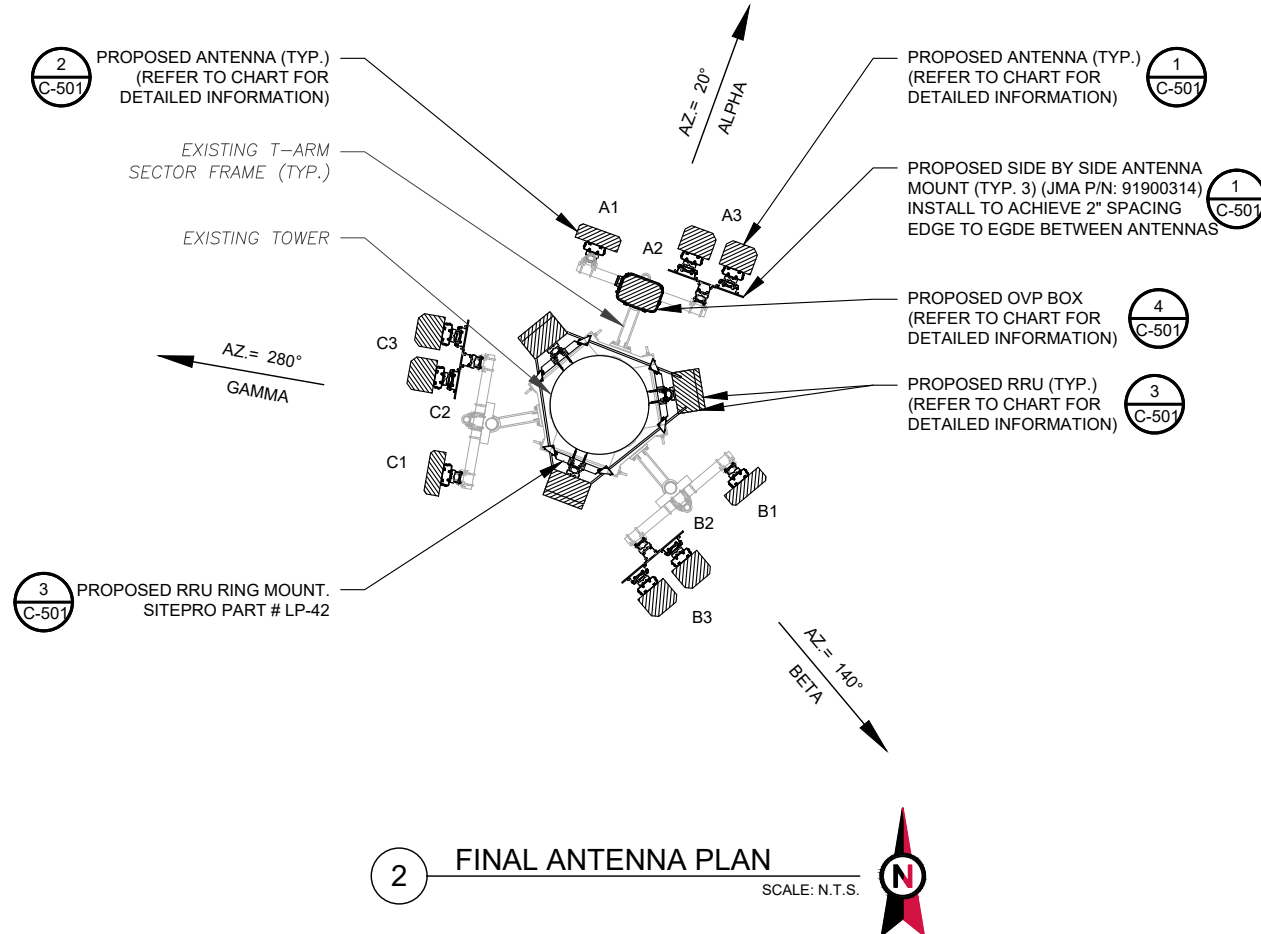 2
C-501
PROPOSED ANTENNA (TYP.)
(REFER TO CHART FOR
DETAILED INFORMATION)
EXISTING T-ARM
SECTOR FRAME (TYP.)
EXISTING TOWER
AZ.= 20°
ALPHA
PROPOSED ANTENNA (TYP.)
(REFER TO CHART FOR
DETAILED INFORMATION)
1
C-501
PROPOSED SIDE BY SIDE ANTENNA
MOUNT (TYP. 3) (JMA P/N: 91900314)
INSTALL TO ACHIEVE 2" SPACING
EDGE TO EGDE BETWEEN ANTENNAS
1
C-501
PROPOSED OVP BOX
(REFER TO CHART FOR
DETAILED INFORMATION)
4
C-501
PROPOSED RRU (TYP.)
(REFER TO CHART FOR
DETAILED INFORMATION)
3
C-501
A1
A2
A3
AZ.= 280°
GAMMA
C3
C2
C1
B1
B2
B3
3
C-501
PROPOSED RRU RING MOUNT.
SITEPRO PART # LP-42
AZ.= 140°
BETA
2
FINAL ANTENNA PLAN
SCALE: N.T.S.
N